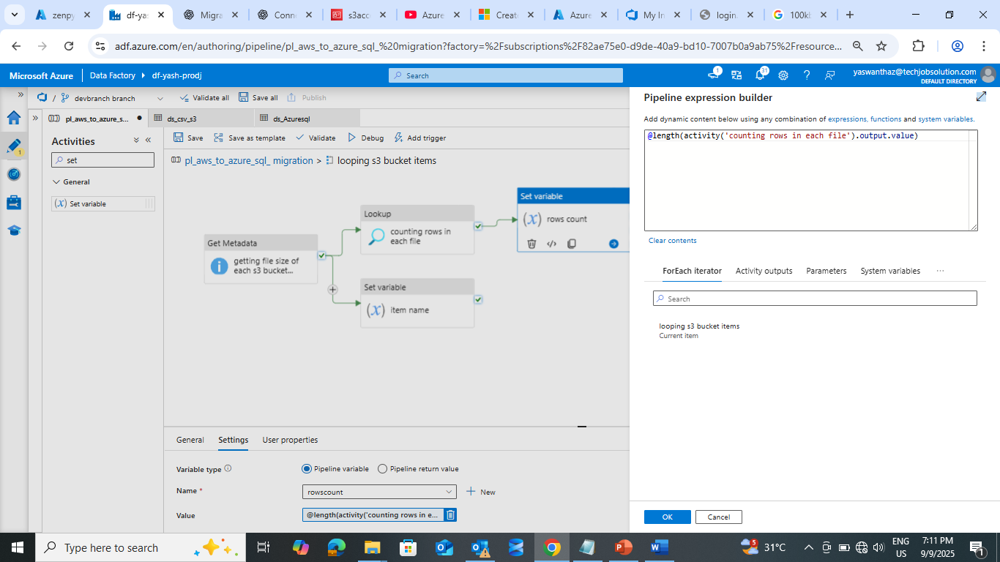 zenpy
df-yas
Migra
Conne
s3acc
Azure
Create
Azure
My In
login.
100kb
adf.azure.com/en/authoring/pipeline/pl_aws_to_azure_sql_%20migration?factory=%2Fsubscriptions%2F82ae75e0-d9de-40a9-bd10-7007b0a9ab75%2Fresource...
Microsoft Azure
Data Factory
df-yash-prodj
Search
1
31
yaswanthaz@techjobsolution.com
DEFAULT DIRECTORY
/
devbranch branch
Validate all
Save all
Publish
pl_aws_to_azure_s...
ds_csv_s3
ds_Azuresql
1
Activities
set
General
(x) Set variable
Save
Save as template
Validate
Debug
Add trigger
pl_aws_to_azure_sql_ migration > looping s3 bucket items
Get Metadata
getting file size of
each s3 bucket...
Lookup
counting rows in
each file
Set variable
(x) item name
Set variable
(x) rows count
General
Settings
User properties
Variable type
Pipeline variable
Pipeline return value
Name *
rowscount
New
Value
@length(activity('counting rows in e...
Pipeline expression builder
Add dynamic content below using any combination of expressions, functions and system variables.
@length(activity('counting rows in each file').output.value)
Clear contents
ForEach iterator
Activity outputs
Parameters
System variables
...
Search
looping s3 bucket items
Current item
OK
Cancel
Type here to search
5
31°C
ENG
US
7:11 PM
9/9/2025
1